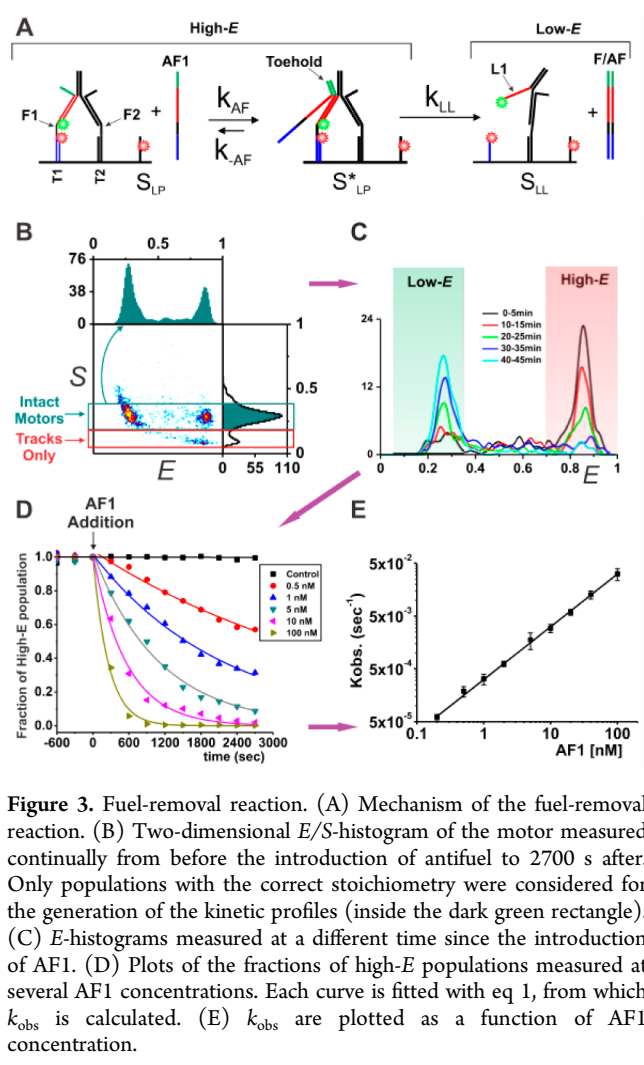 A
High-E
Low-E
AF1
Toehold
L1
F/AF
F1
F2
+
kAF
k-AF
kLL
+
T1
T2
SLP
S*LP
SLL
B
0 0.5 1
76
38
0
S
1
0.5
0
Intact
Motors
Tracks
Only
E
0 55 110
C
Low-E
High-E
0-5min
10-15min
20-25min
30-35min
40-45min
24
12
0
0 0.2 0.4 0.6 0.8 1
E
D
AF1
Addition
Fraction of High-E population
1.0
0.8
0.6
0.4
0.2
0.0
Control
0.5 nM
1 nM
5 nM
10 nM
100 nM
-600 0 600 1200 1800 2400 3000
time (sec)
E
Kobs. (sec-1)
5x10-2
5x10-3
5x10-4
5x10-5
0.1 1 10 100
AF1 [nM]
Figure 3. Fuel-removal reaction. (A) Mechanism of the fuel-removal
reaction. (B) Two-dimensional E/S-histogram of the motor measured
continually from before the introduction of antifuel to 2700 s after.
Only populations with the correct stoichiometry were considered for
the generation of the kinetic profiles (inside the dark green rectangle).
(C) E-histograms measured at a different time since the introduction
of AF1. (D) Plots of the fractions of high-E populations measured at
several AF1 concentrations. Each curve is fitted with eq 1, from which
kobs is calculated. (E) kobs are plotted as a function of AF1
concentration.